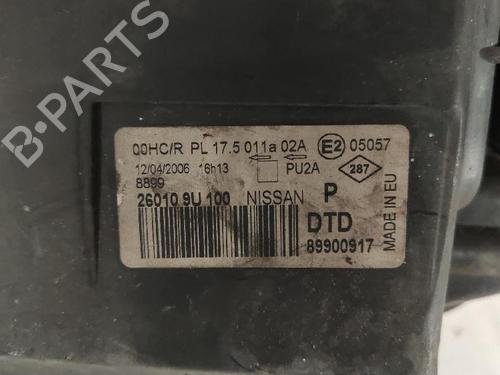 00HC/R PL 17.5 011a 02A E2 05057
12/04/2006 16h13 PU2A 287
8899
26010 9U 100 NISSAN P
DTD
89900917
MADE IN EU
B-PARTS